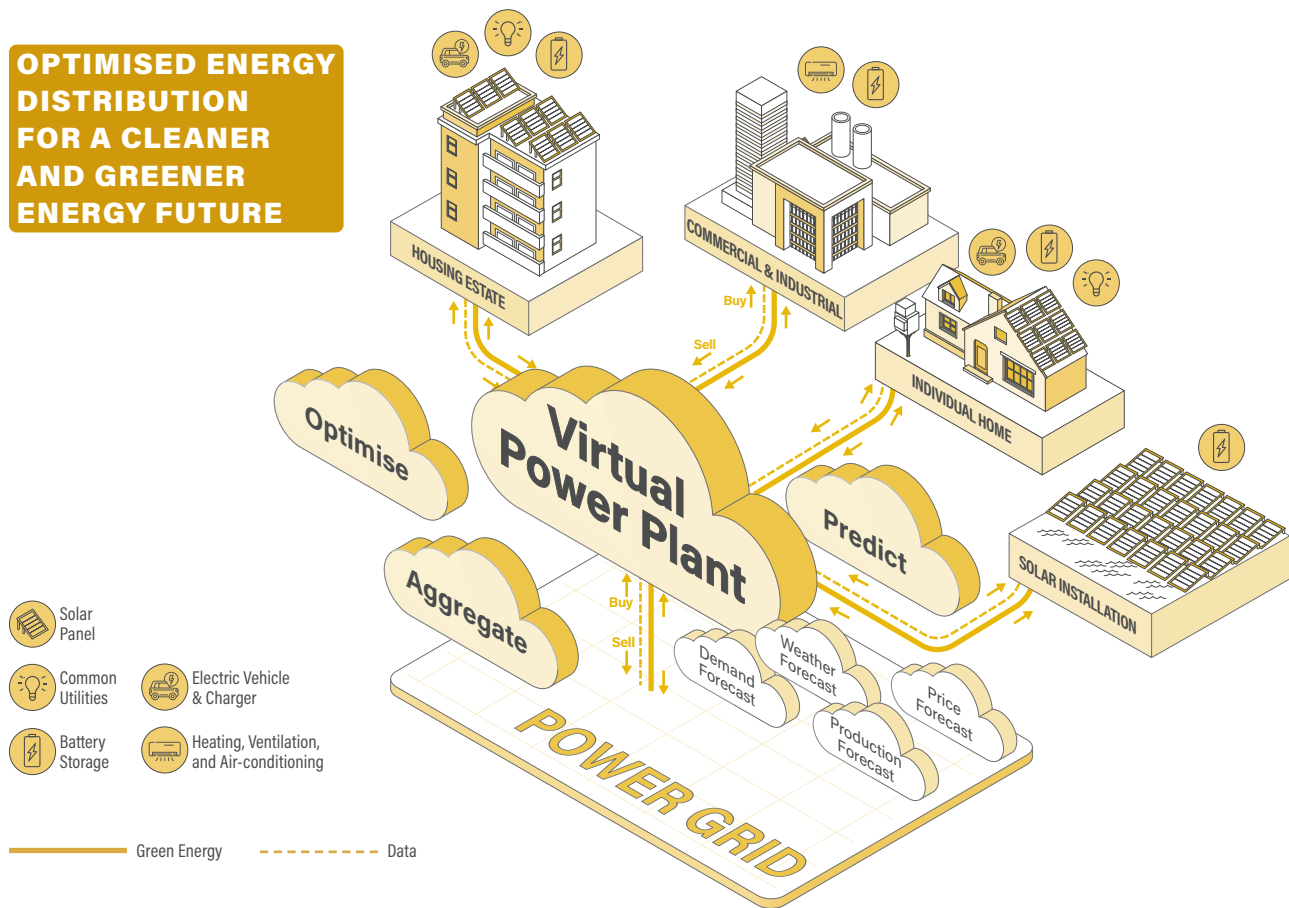 OPTIMISED ENERGY
DISTRIBUTION
FOR A CLEANER
AND GREENER
ENERGY FUTURE
HOUSING ESTATE
COMMERCIAL & INDUSTRIAL
INDIVIDUAL HOME
SOLAR INSTALLATION
Buy
Sell
Optimise
Virtual
Power Plant
Predict
Aggregate
Buy
Sell
Demand
Forecast
Weather
Forecast
Price
Forecast
Production
Forecast
POWER GRID
Solar
Panel
Common
Utilities
Electric Vehicle
& Charger
Battery
Storage
Heating, Ventilation,
and Air-conditioning
Green Energy
Data